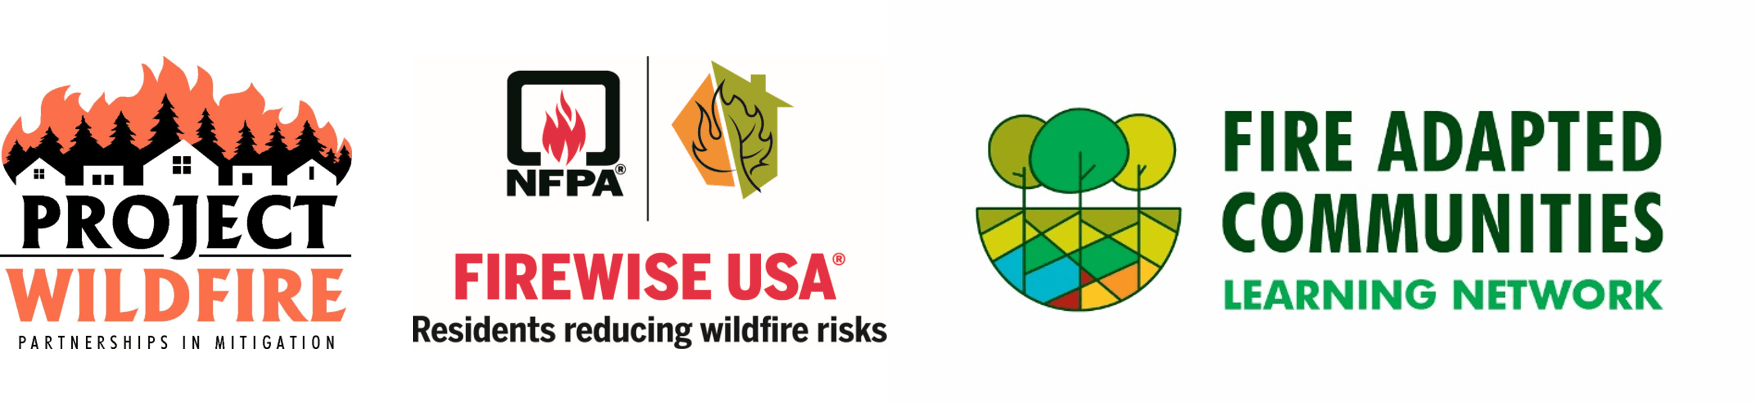 PROJECT
WILDFIRE
PARTNERSHIPS IN MITIGATION
NFPA®
FIREWISE USA®
Residents reducing wildfire risks
FIRE ADAPTED
COMMUNITIES
LEARNING NETWORK